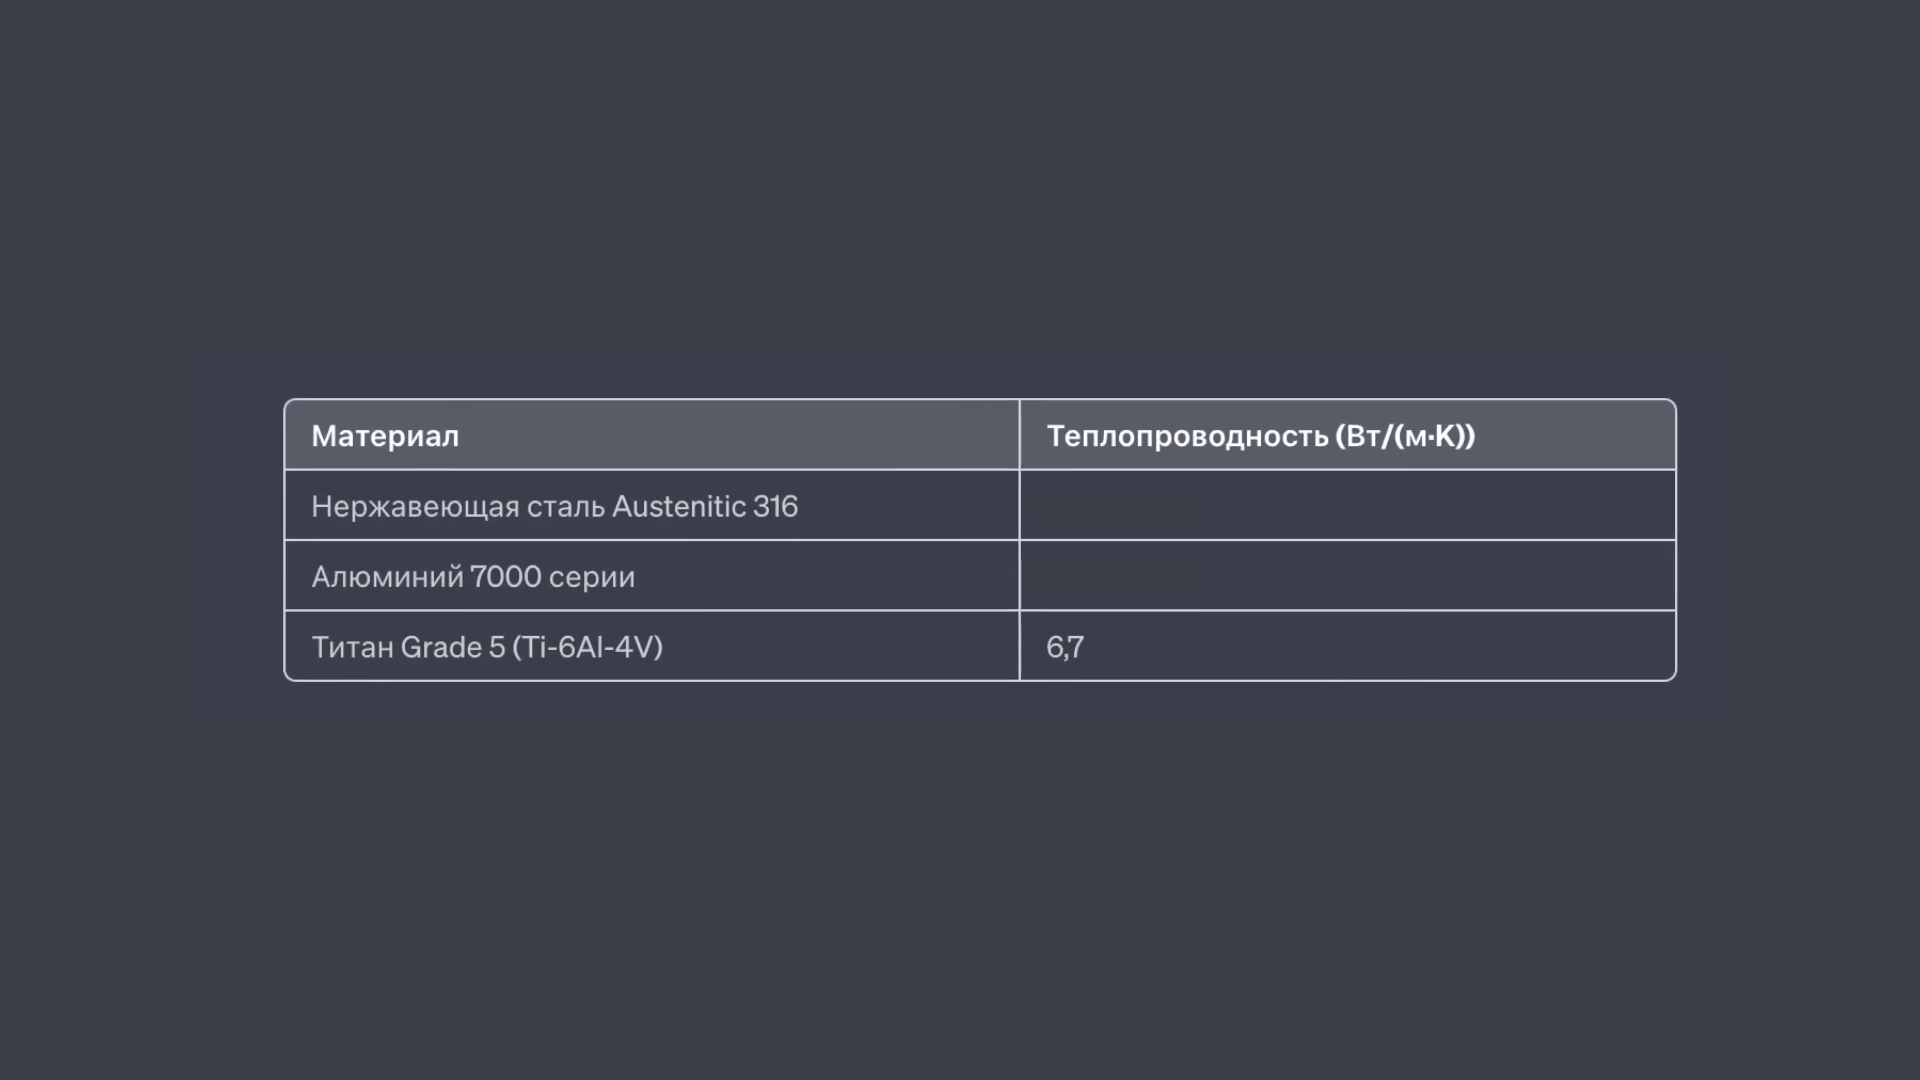 Материал Теплопроводность (Вт/(м·К))
Нержавеющая сталь Austenitic 316
Алюминий 7000 серии
Титан Grade 5 (Ti-6Al-4V) 6,7